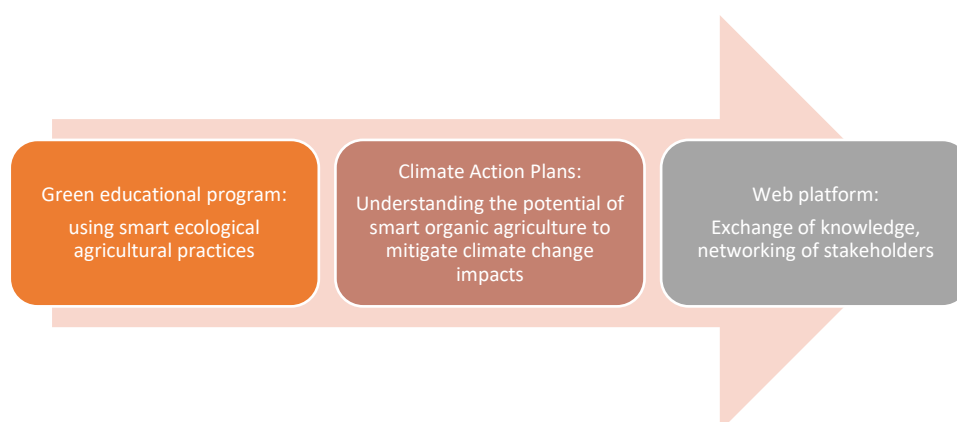 Green educational program:
using smart ecological
agricultural practices
Climate Action Plans:
Understanding the potential of
smart organic agriculture to
mitigate climate change
impacts
Web platform:
Exchange of knowledge,
networking of stakeholders